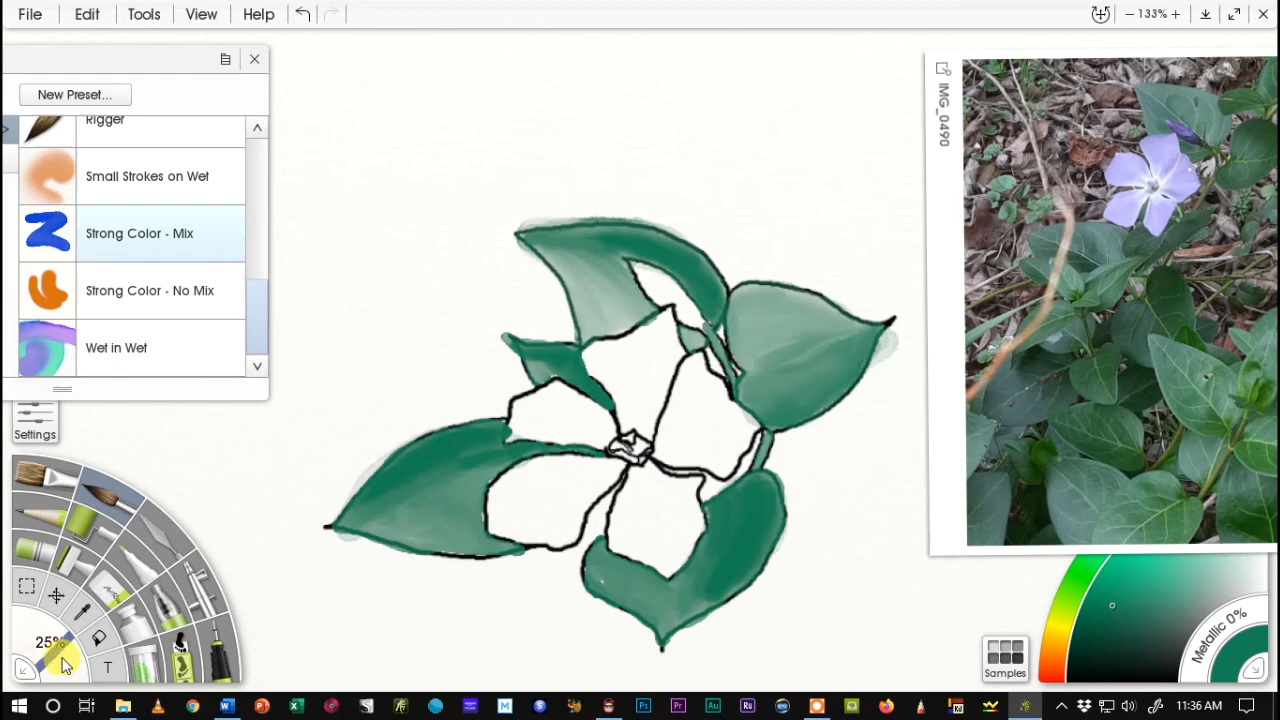 File Edit Tools View Help
− 133% +
New Preset...
Rigger
Small Strokes on Wet
Strong Color - Mix
Strong Color - No Mix
Wet in Wet
Settings
25%
T
IMG_0490
Metallic 0%
Samples
11:36 AM